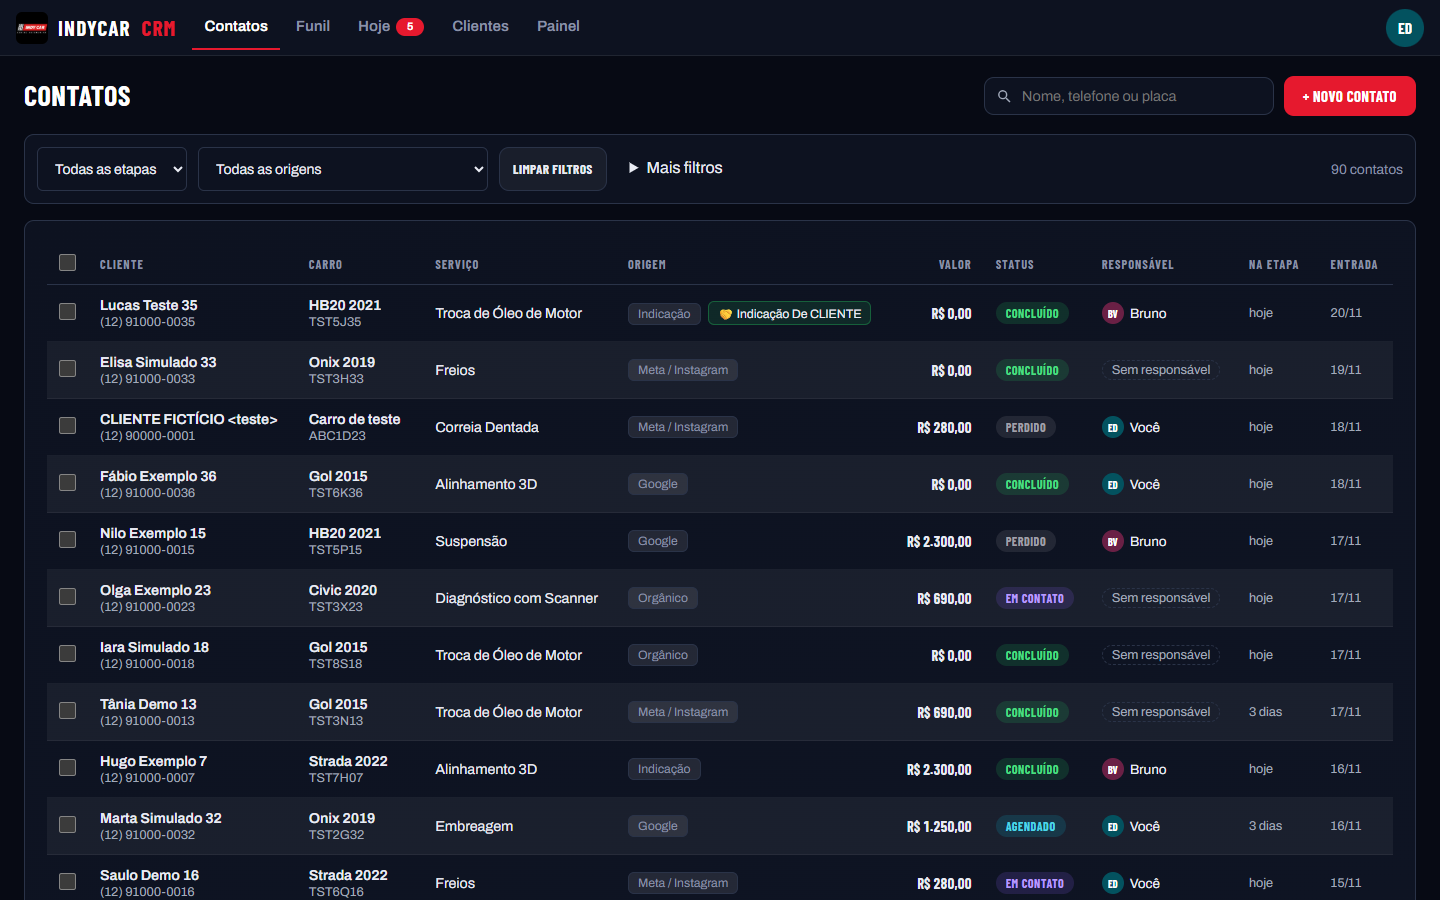 INDYCAR CRM
Contatos
Funil
Hoje 5
Clientes
Painel
ED
CONTATOS
Nome, telefone ou placa
+ NOVO CONTATO
Todas as etapas
Todas as origens
LIMPAR FILTROS
▶ Mais filtros
90 contatos
CLIENTE CARRO SERVIÇO ORIGEM VALOR STATUS RESPONSÁVEL NA ETAPA ENTRADA
Lucas Teste 35 HB20 2021
Troca de Óleo de Motor Indicação 🤝 Indicação De CLIENTE R$ 0,00 CONCLUÍDO BV Bruno hoje 20/11
(12) 91000-0035 TST5J35
Elisa Simulado 33 Onix 2019
Freios Meta / Instagram R$ 0,00 CONCLUÍDO Sem responsável hoje 19/11
(12) 91000-0033 TST3H33
CLIENTE FICTÍCIO <teste> Carro de teste
Correia Dentada Meta / Instagram R$ 280,00 PERDIDO ED Você hoje 18/11
(12) 90000-0001 ABC1D23
Fábio Exemplo 36 Gol 2015
Alinhamento 3D Google R$ 0,00 CONCLUÍDO ED Você hoje 18/11
(12) 91000-0036 TST6K36
Nilo Exemplo 15 HB20 2021
Suspensão Google R$ 2.300,00 PERDIDO BV Bruno hoje 17/11
(12) 91000-0015 TST5P15
Olga Exemplo 23 Civic 2020
Diagnóstico com Scanner Orgânico R$ 690,00 EM CONTATO Sem responsável hoje 17/11
(12) 91000-0023 TST3X23
Iara Simulado 18 Gol 2015
Troca de Óleo de Motor Orgânico R$ 0,00 CONCLUÍDO Sem responsável hoje 17/11
(12) 91000-0018 TST8S18
Tânia Demo 13 Gol 2015
Troca de Óleo de Motor Meta / Instagram R$ 690,00 CONCLUÍDO Sem responsável 3 dias 17/11
(12) 91000-0013 TST3N13
Hugo Exemplo 7 Strada 2022
Alinhamento 3D Indicação R$ 2.300,00 CONCLUÍDO BV Bruno hoje 16/11
(12) 91000-0007 TST7H07
Marta Simulado 32 Onix 2019
Embreagem Google R$ 1.250,00 AGENDADO ED Você 3 dias 16/11
(12) 91000-0032 TST2G32
Saulo Demo 16 Strada 2022
Freios Meta / Instagram R$ 280,00 EM CONTATO ED Você hoje 15/11
(12) 91000-0016 TST6Q16